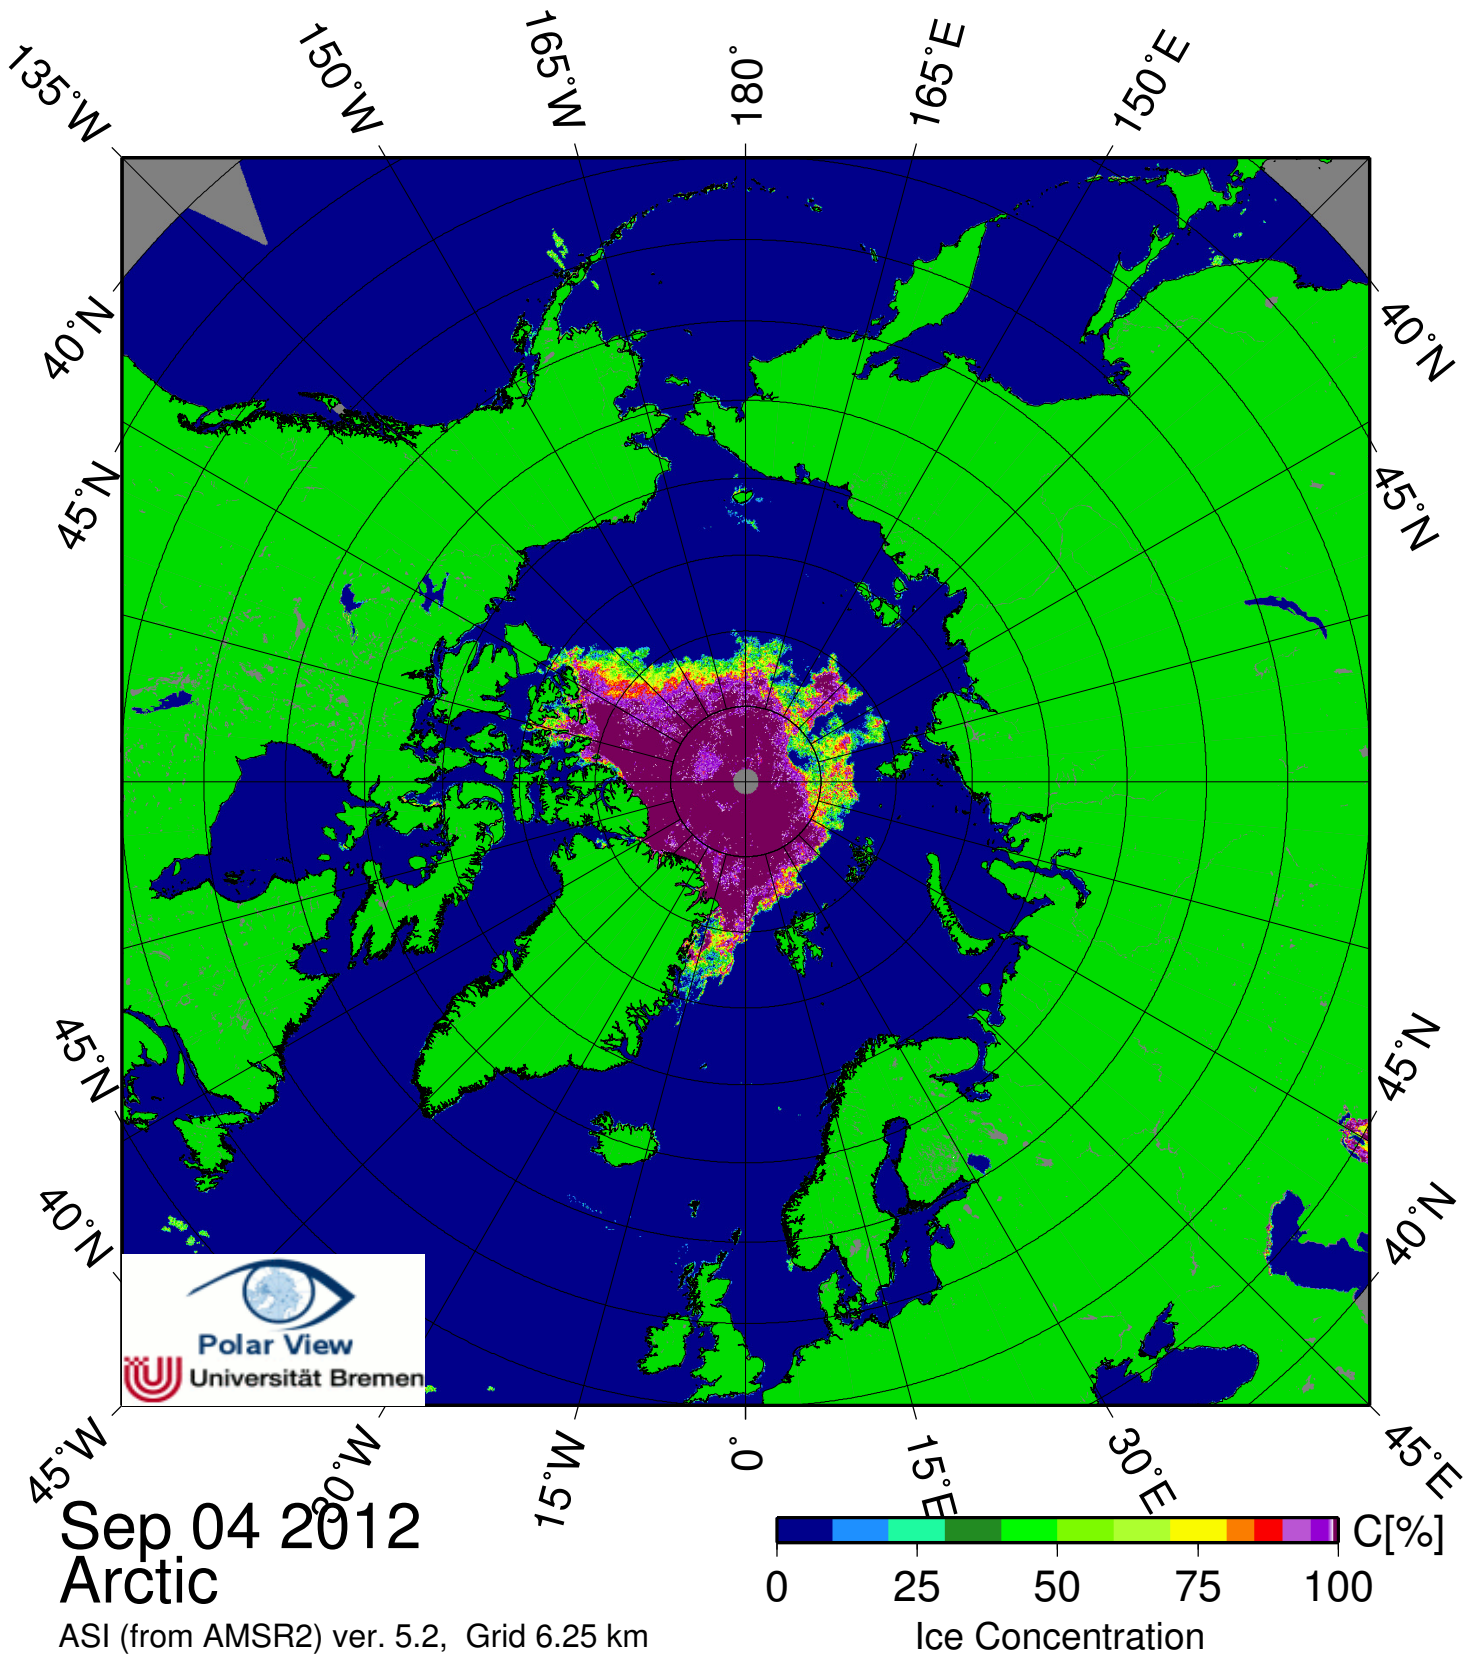 135°W
150°W
165°W
180°
165°E
150°E
40°N
40°N
45°N
45°N
45°N
45°N
40°N
40°N
Polar View
Universität Bremen
45°W
30°W
15°W
0°
15°E
30°E
45°E
Sep 04 2012
Arctic
ASI (from AMSR2) ver. 5.2, Grid 6.25 km
C[%]
0 25 50 75 100
Ice Concentration